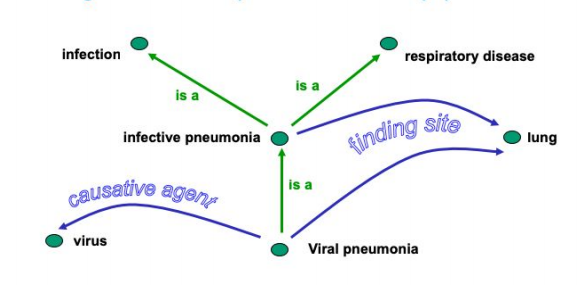 infection
respiratory disease
is a
is a
infective pneumonia
finding site
lung
is a
causative agent
virus
Viral pneumonia